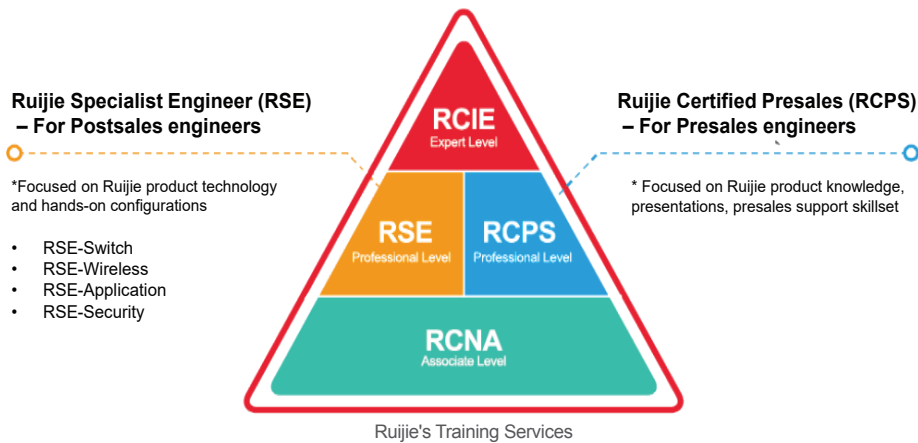 Ruijie Specialist Engineer (RSE)
– For Postsales engineers
*Focused on Ruijie product technology
and hands-on configurations
• RSE-Switch
• RSE-Wireless
• RSE-Application
• RSE-Security
RCIE
Expert Level
RSE
Professional Level
RCPS
Professional Level
RCNA
Associate Level
Ruijie Certified Presales (RCPS)
– For Presales engineers
* Focused on Ruijie product knowledge,
presentations, presales support skillset
Ruijie's Training Services